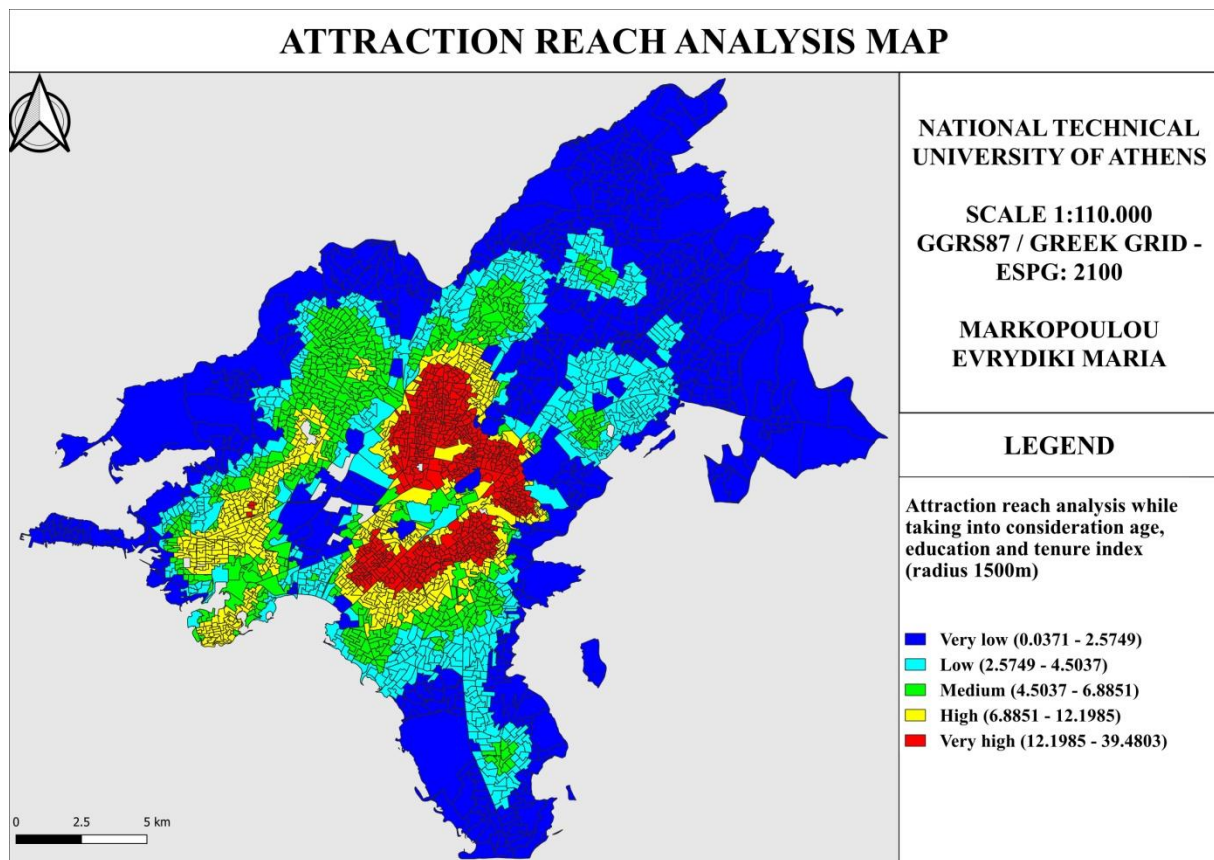 ATTRACTION REACH ANALYSIS MAP
NATIONAL TECHNICAL
UNIVERSITY OF ATHENS
SCALE 1:110.000
GGRS87 / GREEK GRID -
ESPG: 2100
MARKOPOULOU
EVRYDIKI MARIA
LEGEND
Attraction reach analysis while
taking into consideration age,
education and tenure index
(radius 1500m)
Very low (0.0371 - 2.5749)
Low (2.5749 - 4.5037)
Medium (4.5037 - 6.8851)
High (6.8851 - 12.1985)
Very high (12.1985 - 39.4803)
0 2.5 5 km